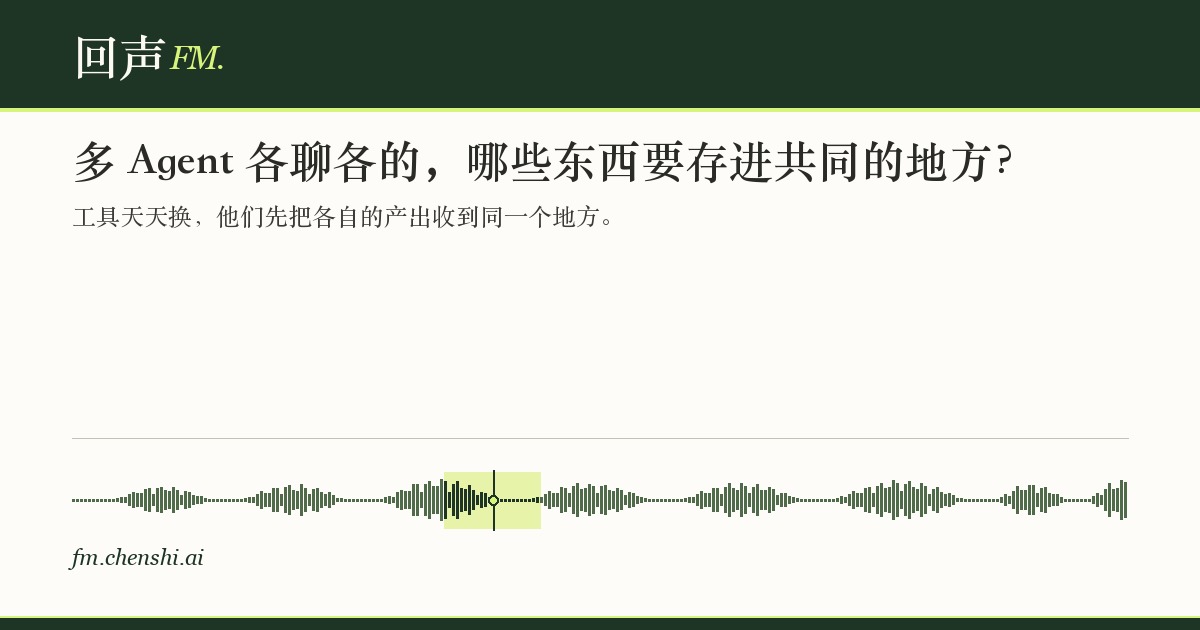 回声 FM.
多 Agent 各聊各的，哪些东西要存进共同的地方？
工具天天换，他们先把各自的产出收到同一个地方。
fm.chenshi.ai